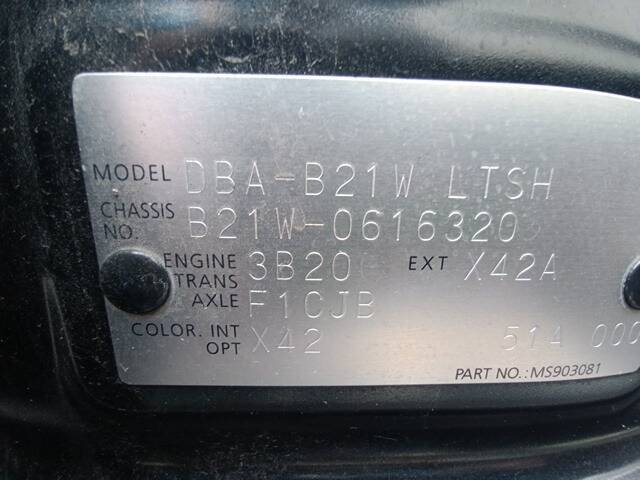 MODEL DBA-B21W LTSH
CHASSIS NO. B21W-0616320
ENGINE 3B20 EXT X42A
TRANS AXLE F1CJB
COLOR. INT X42
OPT 514 000
PART NO.: MS903081